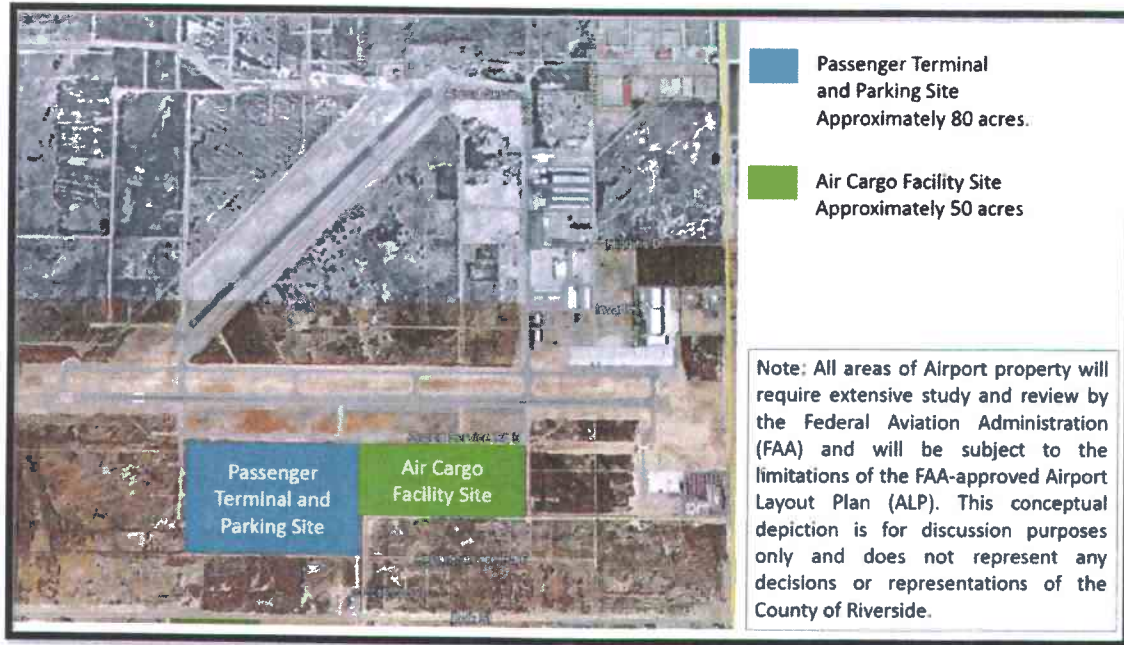 Passenger Terminal
and Parking Site
Approximately 80 acres.
Air Cargo Facility Site
Approximately 50 acres
Note: All areas of Airport property will
require extensive study and review by
the Federal Aviation Administration
(FAA) and will be subject to the
limitations of the FAA-approved Airport
Layout Plan (ALP). This conceptual
depiction is for discussion purposes
only and does not represent any
decisions or representations of the
County of Riverside.
Passenger
Terminal and
Parking Site
Air Cargo
Facility Site